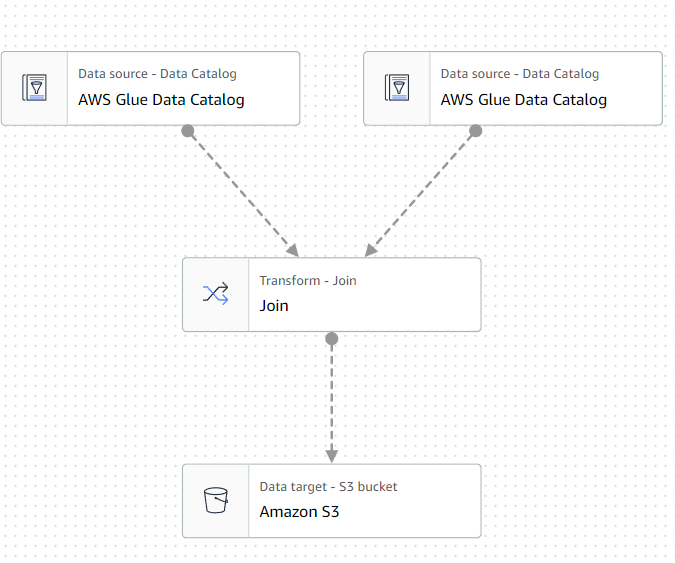 Data source - Data Catalog
AWS Glue Data Catalog
Data source - Data Catalog
AWS Glue Data Catalog
Transform - Join
Join
Data target - S3 bucket
Amazon S3